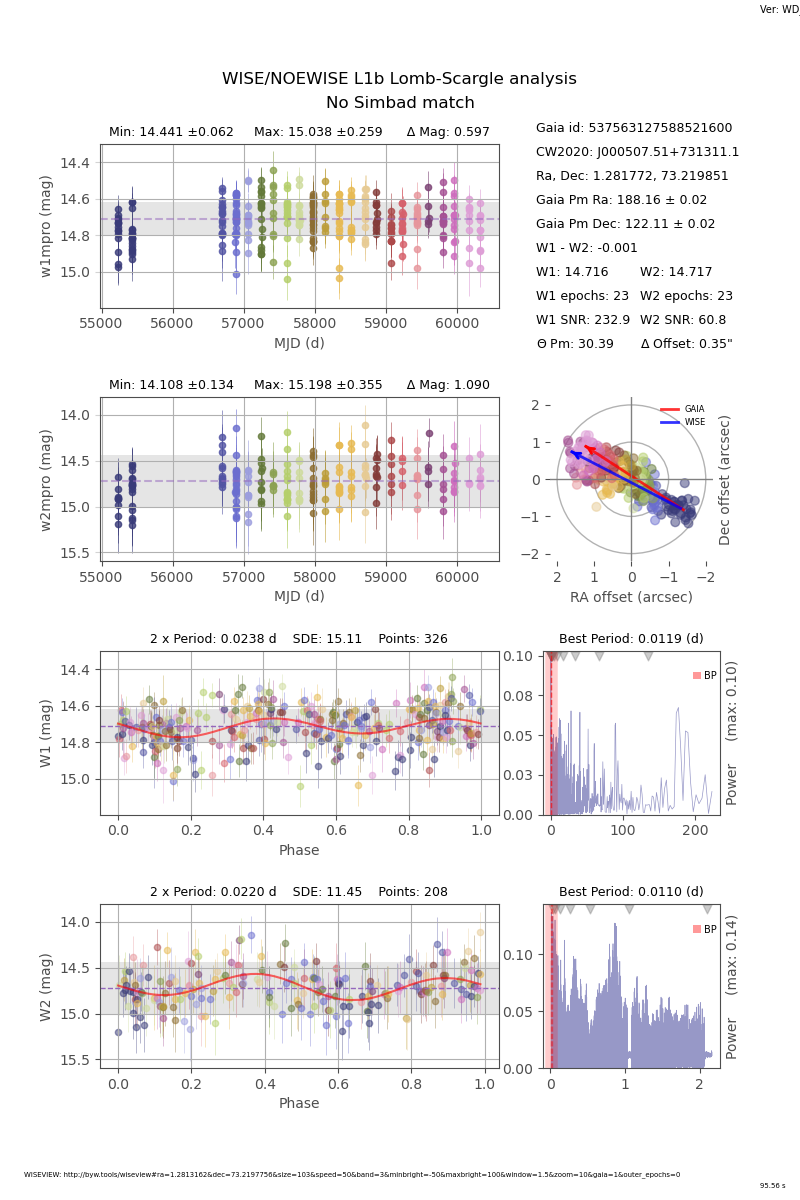 Ver: WD_
WISE/NOEWISE L1b Lomb-Scargle analysis
No Simbad match
Min: 14.441 ±0.062 Max: 15.038 ±0.259 Δ Mag: 0.597
14.4
14.6
14.8
15.0
w1mpro (mag)
55000 56000 57000 58000 59000 60000
MJD (d)
Gaia id: 537563127588521600
CW2020: J000507.51+731311.1
Ra, Dec: 1.281772, 73.219851
Gaia Pm Ra: 188.16 ± 0.02
Gaia Pm Dec: 122.11 ± 0.02
W1 - W2: -0.001
W1: 14.716 W2: 14.717
W1 epochs: 23 W2 epochs: 23
W1 SNR: 232.9 W2 SNR: 60.8
Θ Pm: 30.39 Δ Offset: 0.35"
Min: 14.108 ±0.134 Max: 15.198 ±0.355 Δ Mag: 1.090
14.0
14.5
15.0
15.5
w2mpro (mag)
55000 56000 57000 58000 59000 60000
MJD (d)
GAIA
WISE
2
1
0
−1
−2
2 1 0 −1 −2
RA offset (arcsec)
Dec offset (arcsec)
2 x Period: 0.0238 d SDE: 15.11 Points: 326
14.4
14.6
14.8
15.0
W1 (mag)
0.0 0.2 0.4 0.6 0.8 1.0
Phase
Best Period: 0.0119 (d)
BP
0.10
0.08
0.05
0.03
0.00
0 100 200
Power (max: 0.10)
2 x Period: 0.0220 d SDE: 11.45 Points: 208
14.0
14.5
15.0
15.5
W2 (mag)
0.0 0.2 0.4 0.6 0.8 1.0
Phase
Best Period: 0.0110 (d)
BP
0.10
0.05
0.00
0 1 2
Power (max: 0.14)
WISEVIEW: http://byw.tools/wiseview#ra=1.2813162&dec=73.2197756&size=103&speed=50&band=3&minbright=-50&maxbright=100&window=1.5&zoom=10&gaia=1&outer_epochs=0
95.56 s